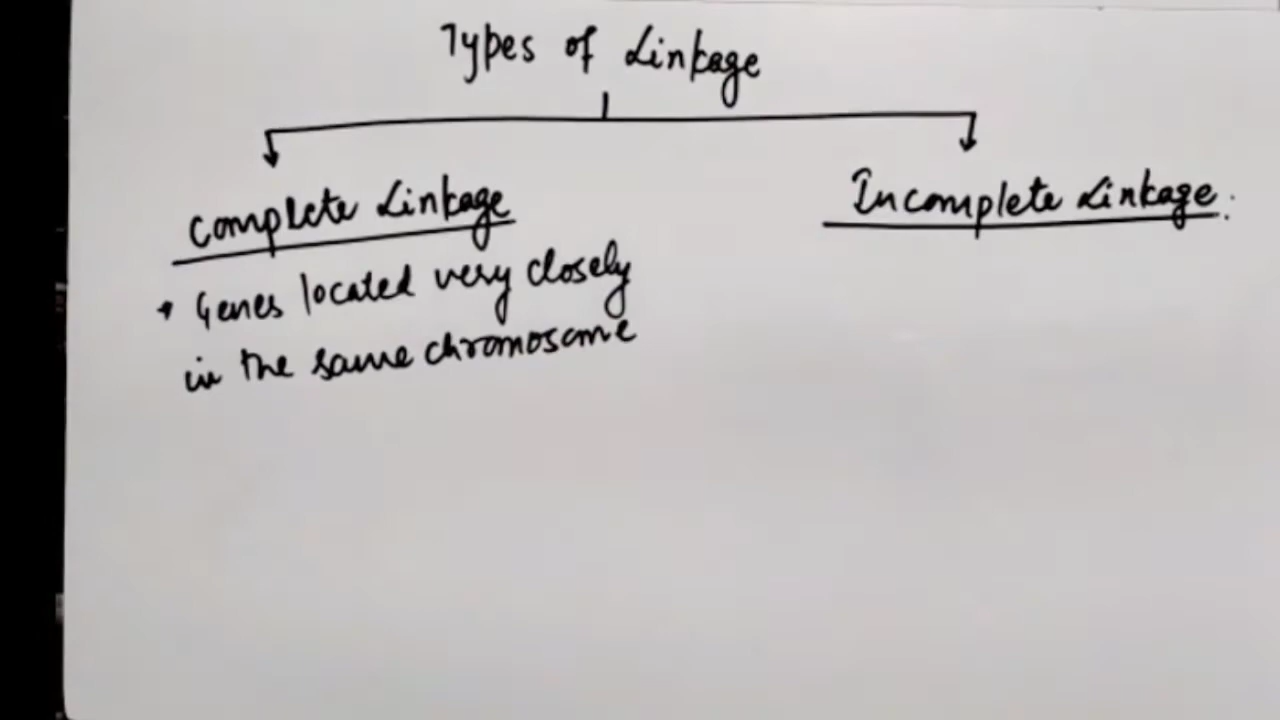 Types of Linkage
Complete Linkage
Incomplete Linkage.
• Genes located very closely
in the same chromosome